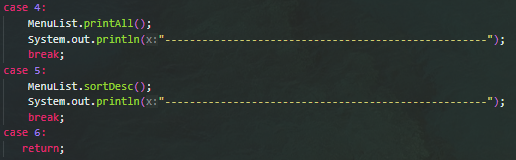 case 4:
    MenuList.printAll();
    System.out.println(x:"----------------------------------------------------");
    break;
case 5:
    MenuList.sortDesc();
    System.out.println(x:"----------------------------------------------------");
    break;
case 6:
   return;